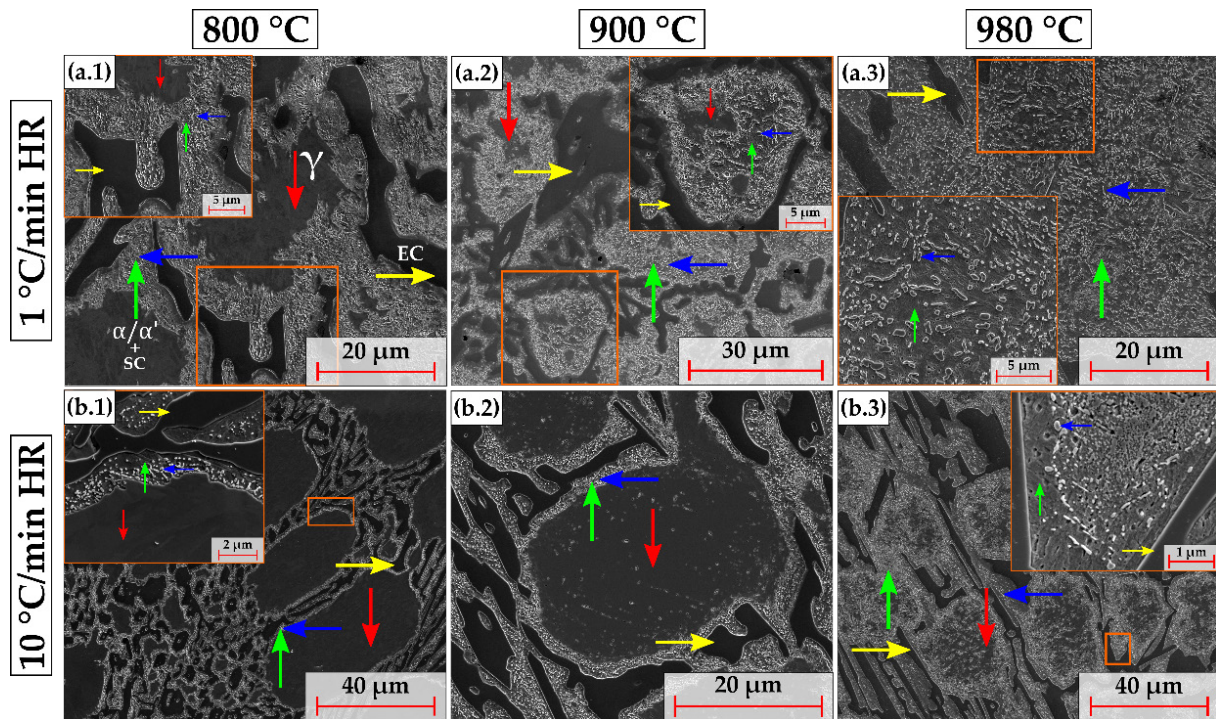 800 °C
900 °C
980 °C
1 °C/min HR
(a.1)
5 µm
γ
EC
α/α'
+
SC
20 µm
(a.2)
5 µm
30 µm
(a.3)
5 µm
20 µm
10 °C/min HR
(b.1)
2 µm
40 µm
(b.2)
20 µm
(b.3)
1 µm
40 µm